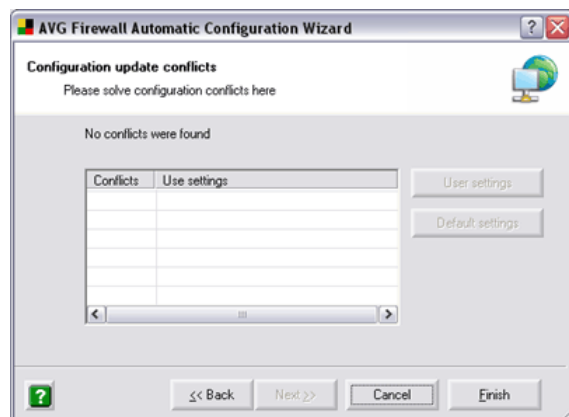 AVG Firewall Automatic Configuration Wizard
Configuration update conflicts
Please solve configuration conflicts here
No conflicts were found
Conflicts Use settings
User settings
Default settings
<< Back Next >> Cancel Finish